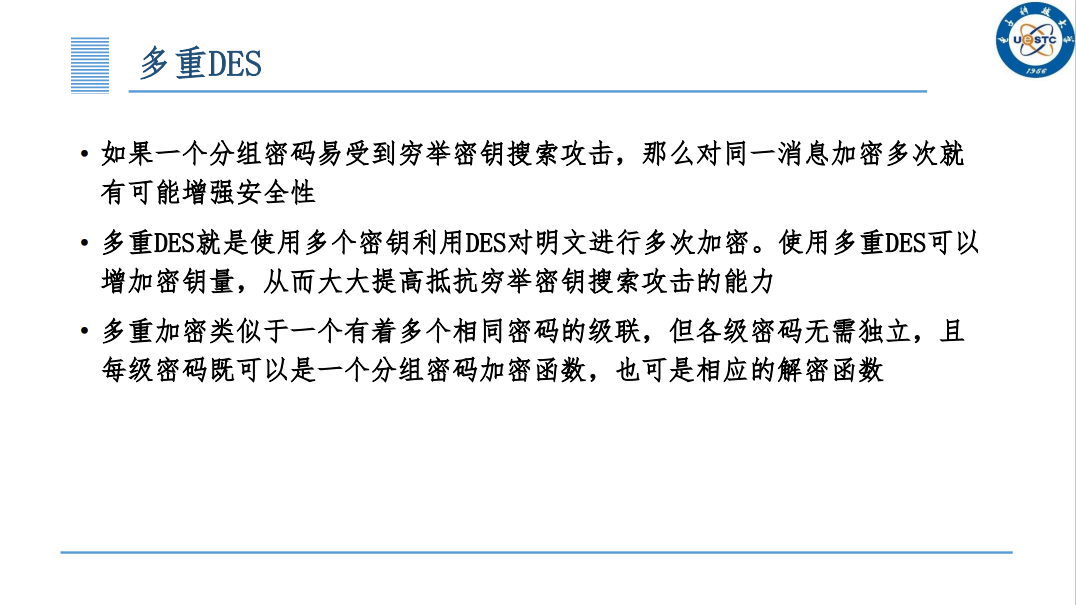 多重DES
电子科技大学
UESTC
1956
• 如果一个分组密码易受到穷举密钥搜索攻击，那么对同一消息加密多次就
有可能增强安全性
• 多重DES就是使用多个密钥利用DES对明文进行多次加密。使用多重DES可以
增加密钥量，从而大大提高抵抗穷举密钥搜索攻击的能力
• 多重加密类似于一个有着多个相同密码的级联，但各级密码无需独立，且
每级密码既可以是一个分组密码加密函数，也可是相应的解密函数